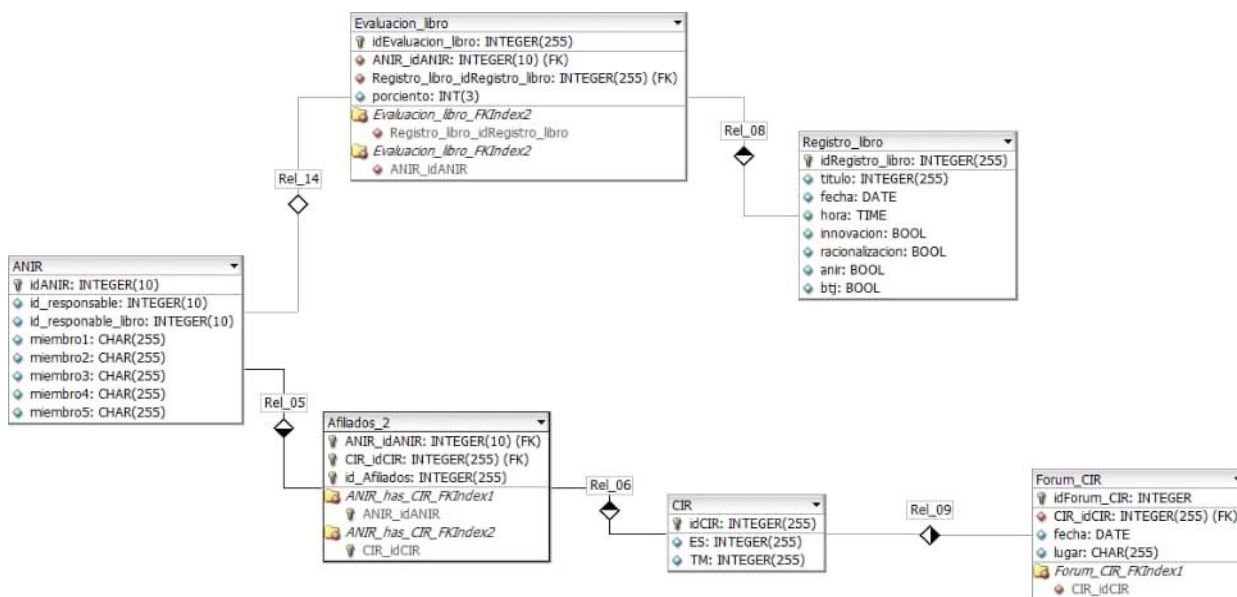 Evaluacion_libro
idEvaluacion_libro: INTEGER(255)
ANIR_idANIR: INTEGER(10) (FK)
Registro_libro_idRegistro_libro: INTEGER(255) (FK)
porciento: INT(3)
Evaluacion_libro_FKIndex2
Registro_libro_idRegistro_libro
Evaluacion_libro_FKIndex2
ANIR_idANIR
Rel_08
Registro_libro
idRegistro_libro: INTEGER(255)
titulo: INTEGER(255)
fecha: DATE
hora: TIME
innovacion: BOOL
racionalizacion: BOOL
anir: BOOL
btj: BOOL
Rel_14
ANIR
idANIR: INTEGER(10)
id_responsable: INTEGER(10)
id_responable_libro: INTEGER(10)
miembro1: CHAR(255)
miembro2: CHAR(255)
miembro3: CHAR(255)
miembro4: CHAR(255)
miembro5: CHAR(255)
Rel_05
Afiliados_2
ANIR_idANIR: INTEGER(10) (FK)
CIR_idCIR: INTEGER(255) (FK)
id_Afiliados: INTEGER(255)
ANIR_has_CIR_FKIndex1
ANIR_idANIR
ANIR_has_CIR_FKIndex2
CIR_idCIR
Rel_06
CIR
idCIR: INTEGER(255)
ES: INTEGER(255)
TM: INTEGER(255)
Rel_09
Forum_CIR
idForum_CIR: INTEGER
CIR_idCIR: INTEGER(255) (FK)
fecha: DATE
lugar: CHAR(255)
Forum_CIR_FKIndex1
CIR_idCIR